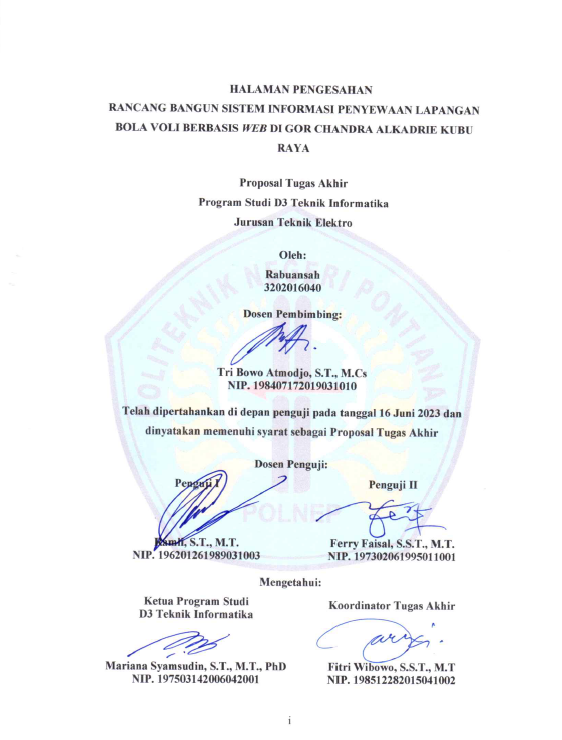 HALAMAN PENGESAHAN
RANCANG BANGUN SISTEM INFORMASI PENYEWAAN LAPANGAN
BOLA VOLI BERBASIS WEB DI GOR CHANDRA ALKADRIE KUBU
RAYA
Proposal Tugas Akhir
Program Studi D3 Teknik Informatika
Jurusan Teknik Elektro
Oleh:
Rabuansah
3202016040
Dosen Pembimbing:
Tri Bowo Atmodjo, S.T., M.Cs
NIP. 198407172019031010
Telah dipertahankan di depan penguji pada tanggal 16 Juni 2023 dan
dinyatakan memenuhi syarat sebagai Proposal Tugas Akhir
Dosen Penguji:
Penguji I
Penguji II
POLNEP
, S.T., M.T.
Ferry Faisal, S.S.T., M.T.
NIP. 196201261989031003
NIP. 197302061995011001
Mengetahui:
Ketua Program Studi
D3 Teknik Informatika
Koordinator Tugas Akhir
Mariana Syamsudin, S.T., M.T., PhD
NIP. 197503142006042001
Fitri Wibowo, S.S.T., M.T
NIP. 198512282015041002
i
POLITEKNIK NEGERI PONTIANA